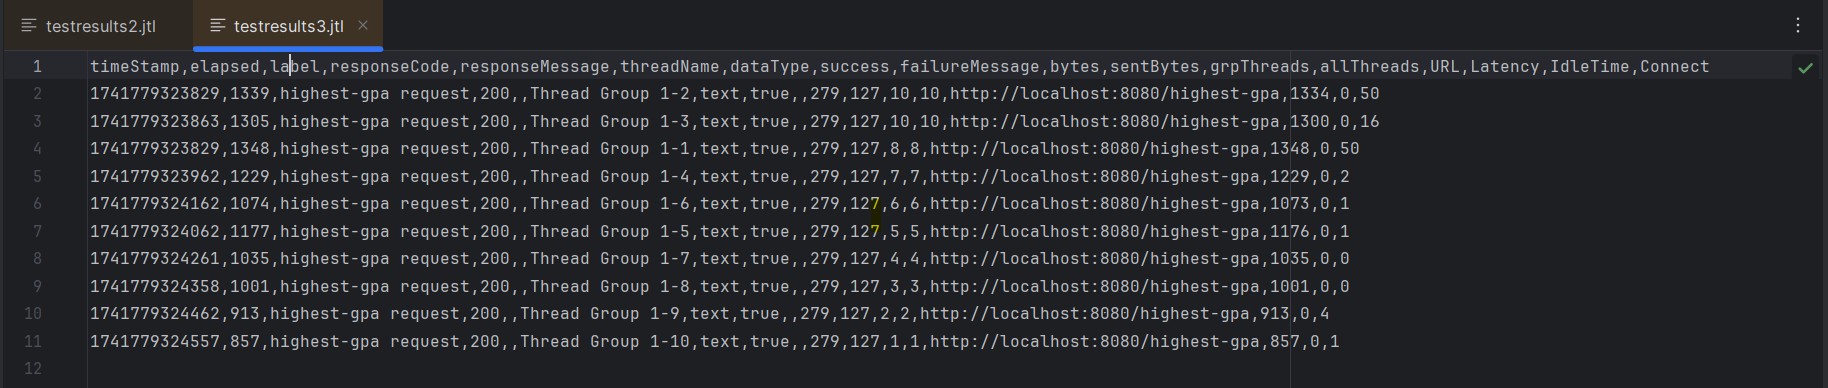 testresults2.jtl testresults3.jtl
1 timeStamp,elapsed,label,responseCode,responseMessage,threadName,dataType,success,failureMessage,bytes,sentBytes,grpThreads,allThreads,URL,Latency,IdleTime,Connect
2 1741779323829,1339,highest-gpa request,200,,Thread Group 1-2,text,true,,279,127,10,10,http://localhost:8080/highest-gpa,1334,0,50
3 1741779323863,1305,highest-gpa request,200,,Thread Group 1-3,text,true,,279,127,10,10,http://localhost:8080/highest-gpa,1300,0,16
4 1741779323829,1348,highest-gpa request,200,,Thread Group 1-1,text,true,,279,127,8,8,http://localhost:8080/highest-gpa,1348,0,50
5 1741779323962,1229,highest-gpa request,200,,Thread Group 1-4,text,true,,279,127,7,7,http://localhost:8080/highest-gpa,1229,0,2
6 1741779324162,1074,highest-gpa request,200,,Thread Group 1-6,text,true,,279,127,6,6,http://localhost:8080/highest-gpa,1073,0,1
7 1741779324062,1177,highest-gpa request,200,,Thread Group 1-5,text,true,,279,127,5,5,http://localhost:8080/highest-gpa,1176,0,1
8 1741779324261,1035,highest-gpa request,200,,Thread Group 1-7,text,true,,279,127,4,4,http://localhost:8080/highest-gpa,1035,0,0
9 1741779324358,1001,highest-gpa request,200,,Thread Group 1-8,text,true,,279,127,3,3,http://localhost:8080/highest-gpa,1001,0,0
10 1741779324462,913,highest-gpa request,200,,Thread Group 1-9,text,true,,279,127,2,2,http://localhost:8080/highest-gpa,913,0,4
11 1741779324557,857,highest-gpa request,200,,Thread Group 1-10,text,true,,279,127,1,1,http://localhost:8080/highest-gpa,857,0,1
12